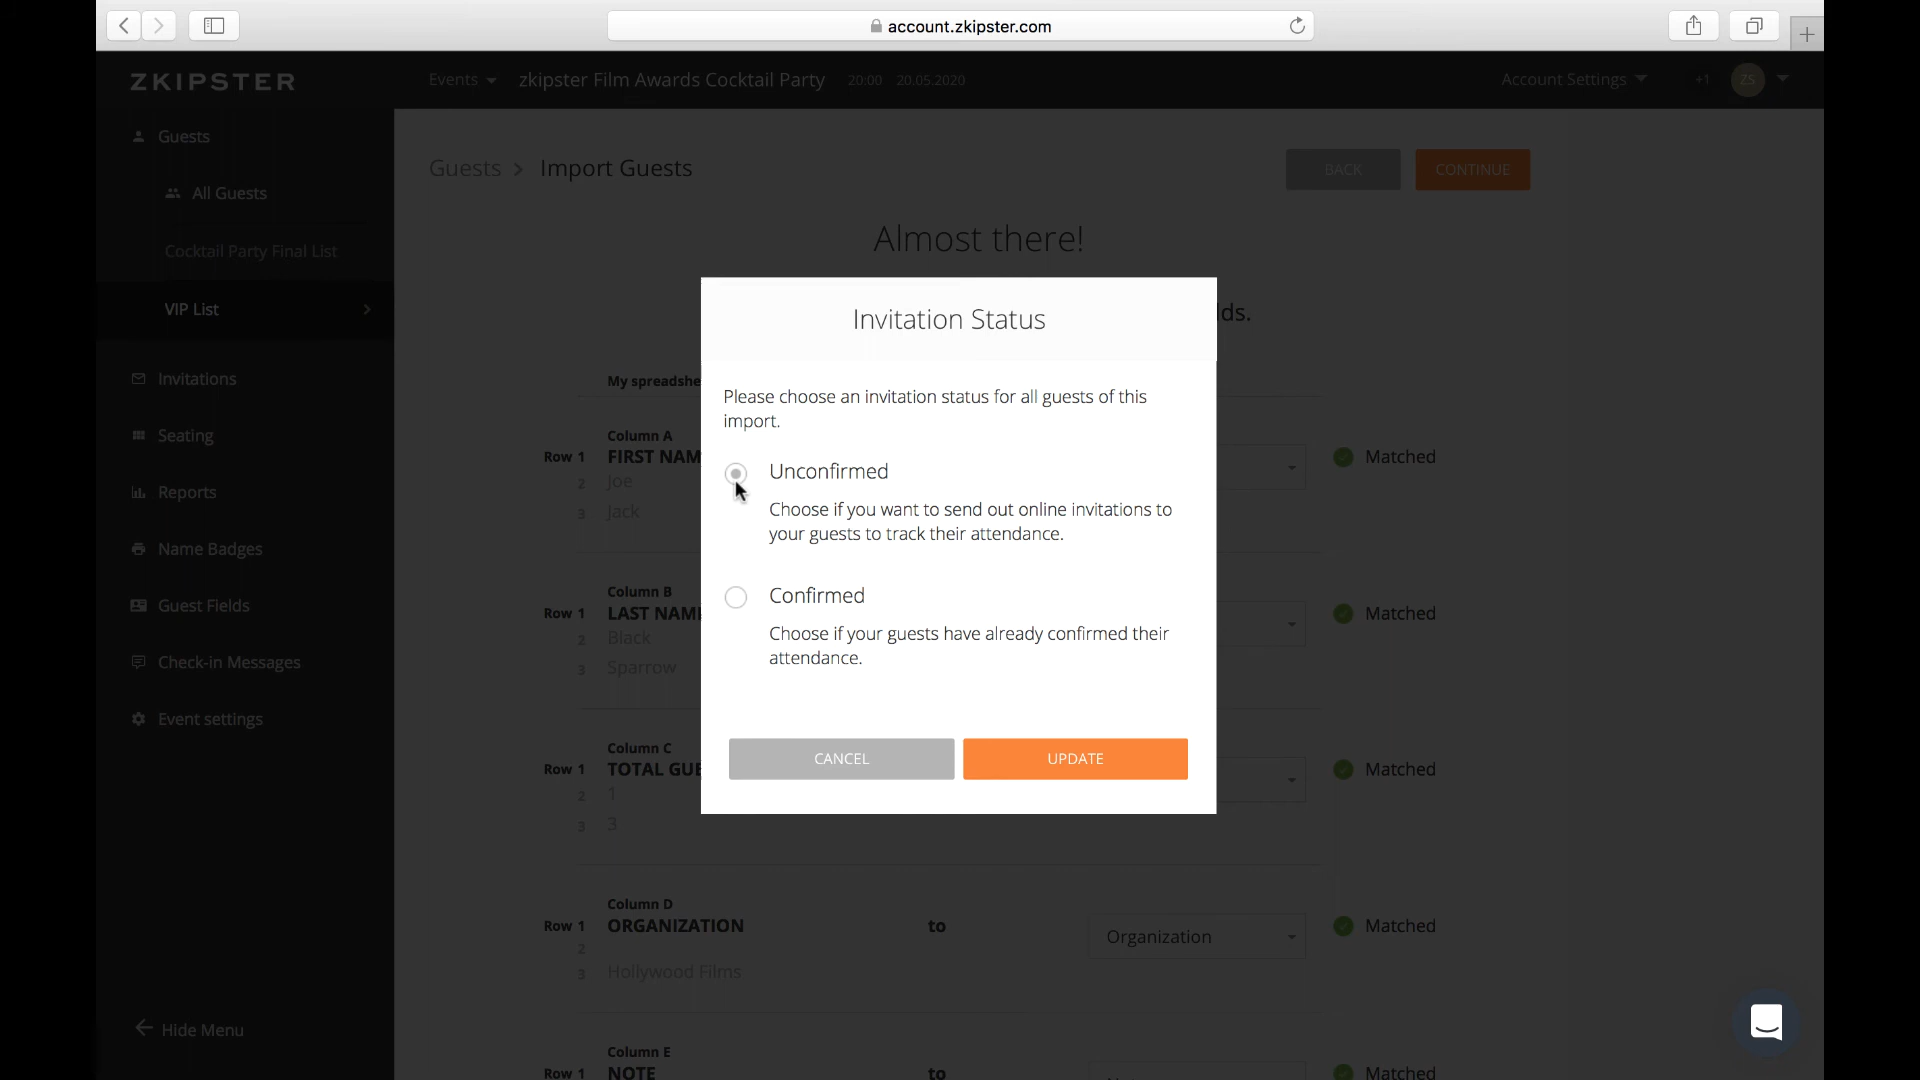 account.zkipster.com
ZKIPSTER
Events
zkipster Film Awards Cocktail Party
20:00 20.05.2020
Account Settings
+1
ZS
Guests
All Guests
Cocktail Party Final List
VIP List
Invitations
Seating
Reports
Name Badges
Guest Fields
Check-in Messages
Event settings
Hide Menu
Guests > Import Guests
BACK
CONTINUE
Almost there!
lds.
My spreadshe
Column A
Row 1 FIRST NAM
2 Joe
3 Jack
Matched
Column B
Row 1 LAST NAM
2 Black
3 Sparrow
Matched
Column C
Row 1 TOTAL GUE
2 1
3 3
Matched
Column D
Row 1 ORGANIZATION to
2
3 Hollywood Films
Organization
Matched
Column E
Row 1 NOTE to
Matched
Invitation Status
Please choose an invitation status for all guests of this
import.
Unconfirmed
Choose if you want to send out online invitations to
your guests to track their attendance.
Confirmed
Choose if your guests have already confirmed their
attendance.
CANCEL
UPDATE